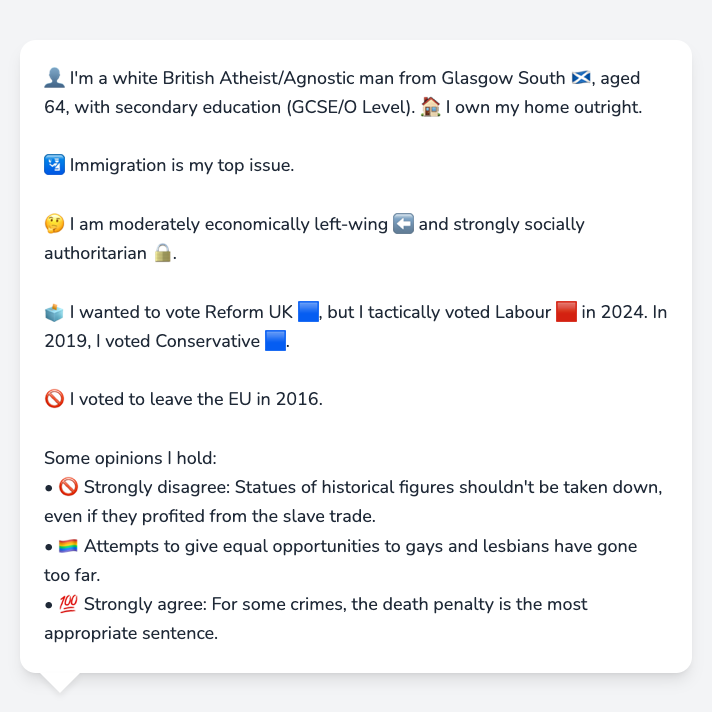 👤 I'm a white British Atheist/Agnostic man from Glasgow South 🏴󠁧󠁢󠁳󠁣󠁴󠁿, aged
64, with secondary education (GCSE/O Level). 🏠 I own my home outright.
🛂 Immigration is my top issue.
🤔 I am moderately economically left-wing ⬅️ and strongly socially
authoritarian 🔒.
🗳️ I wanted to vote Reform UK 🟦, but I tactically voted Labour 🟥 in 2024. In
2019, I voted Conservative 🟦.
🚫 I voted to leave the EU in 2016.
Some opinions I hold:
• 🚫 Strongly disagree: Statues of historical figures shouldn't be taken down,
even if they profited from the slave trade.
• 🏳️‍🌈 Attempts to give equal opportunities to gays and lesbians have gone
too far.
• 💯 Strongly agree: For some crimes, the death penalty is the most
appropriate sentence.